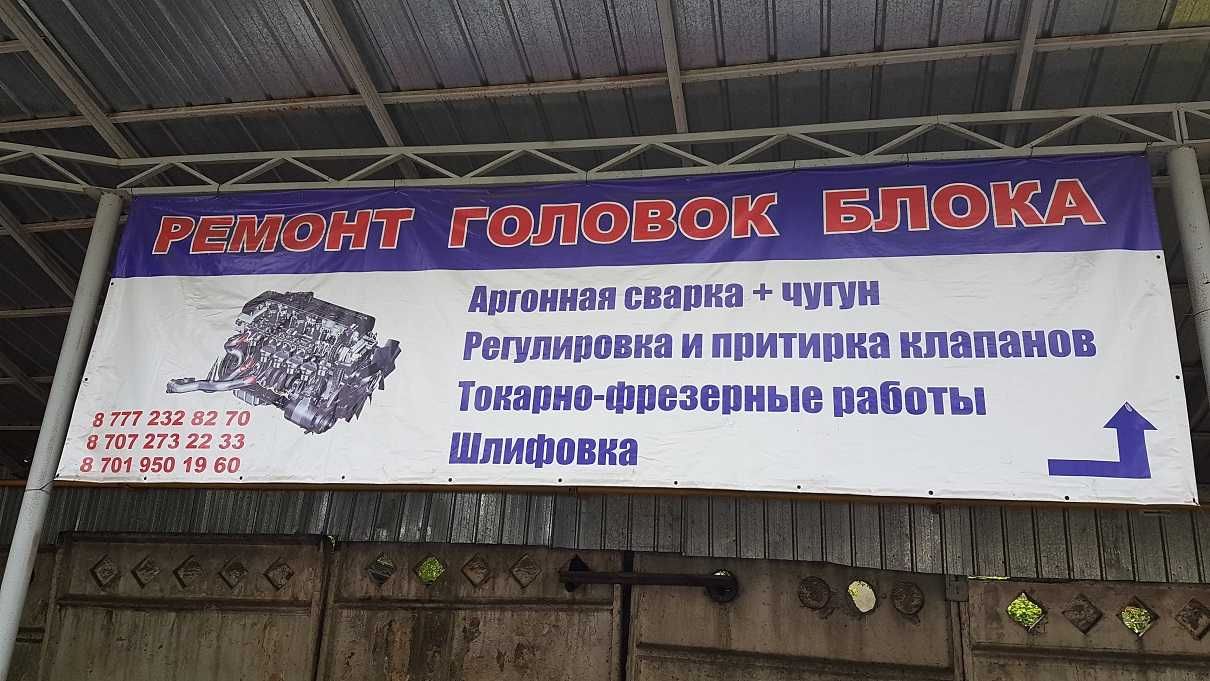 РЕМОНТ ГОЛОВОК БЛОКА
Аргонная сварка + чугун
Регулировка и притирка клапанов
Токарно-фрезерные работы
Шлифовка
8 777 232 82 70
8 707 273 22 33
8 701 950 19 60